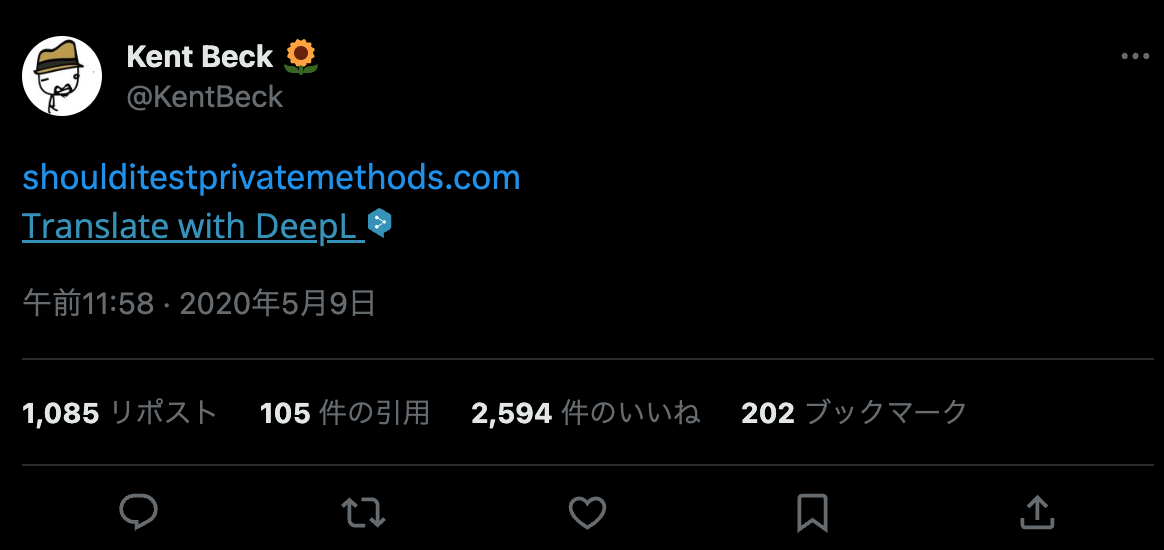 Kent Beck 🌻
@KentBeck
shoulditestprivatemethods.com
Translate with DeepL
午前11:58 · 2020年5月9日
1,085 リポスト 105 件の引用 2,594 件のいいね 202 ブックマーク